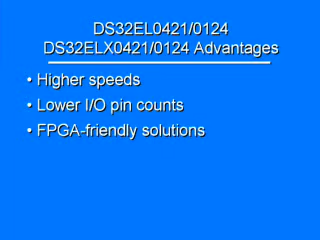 DS32EL0421/0124
DS32ELX0421/0124 Advantages
• Higher speeds
• Lower I/O pin counts
• FPGA-friendly solutions